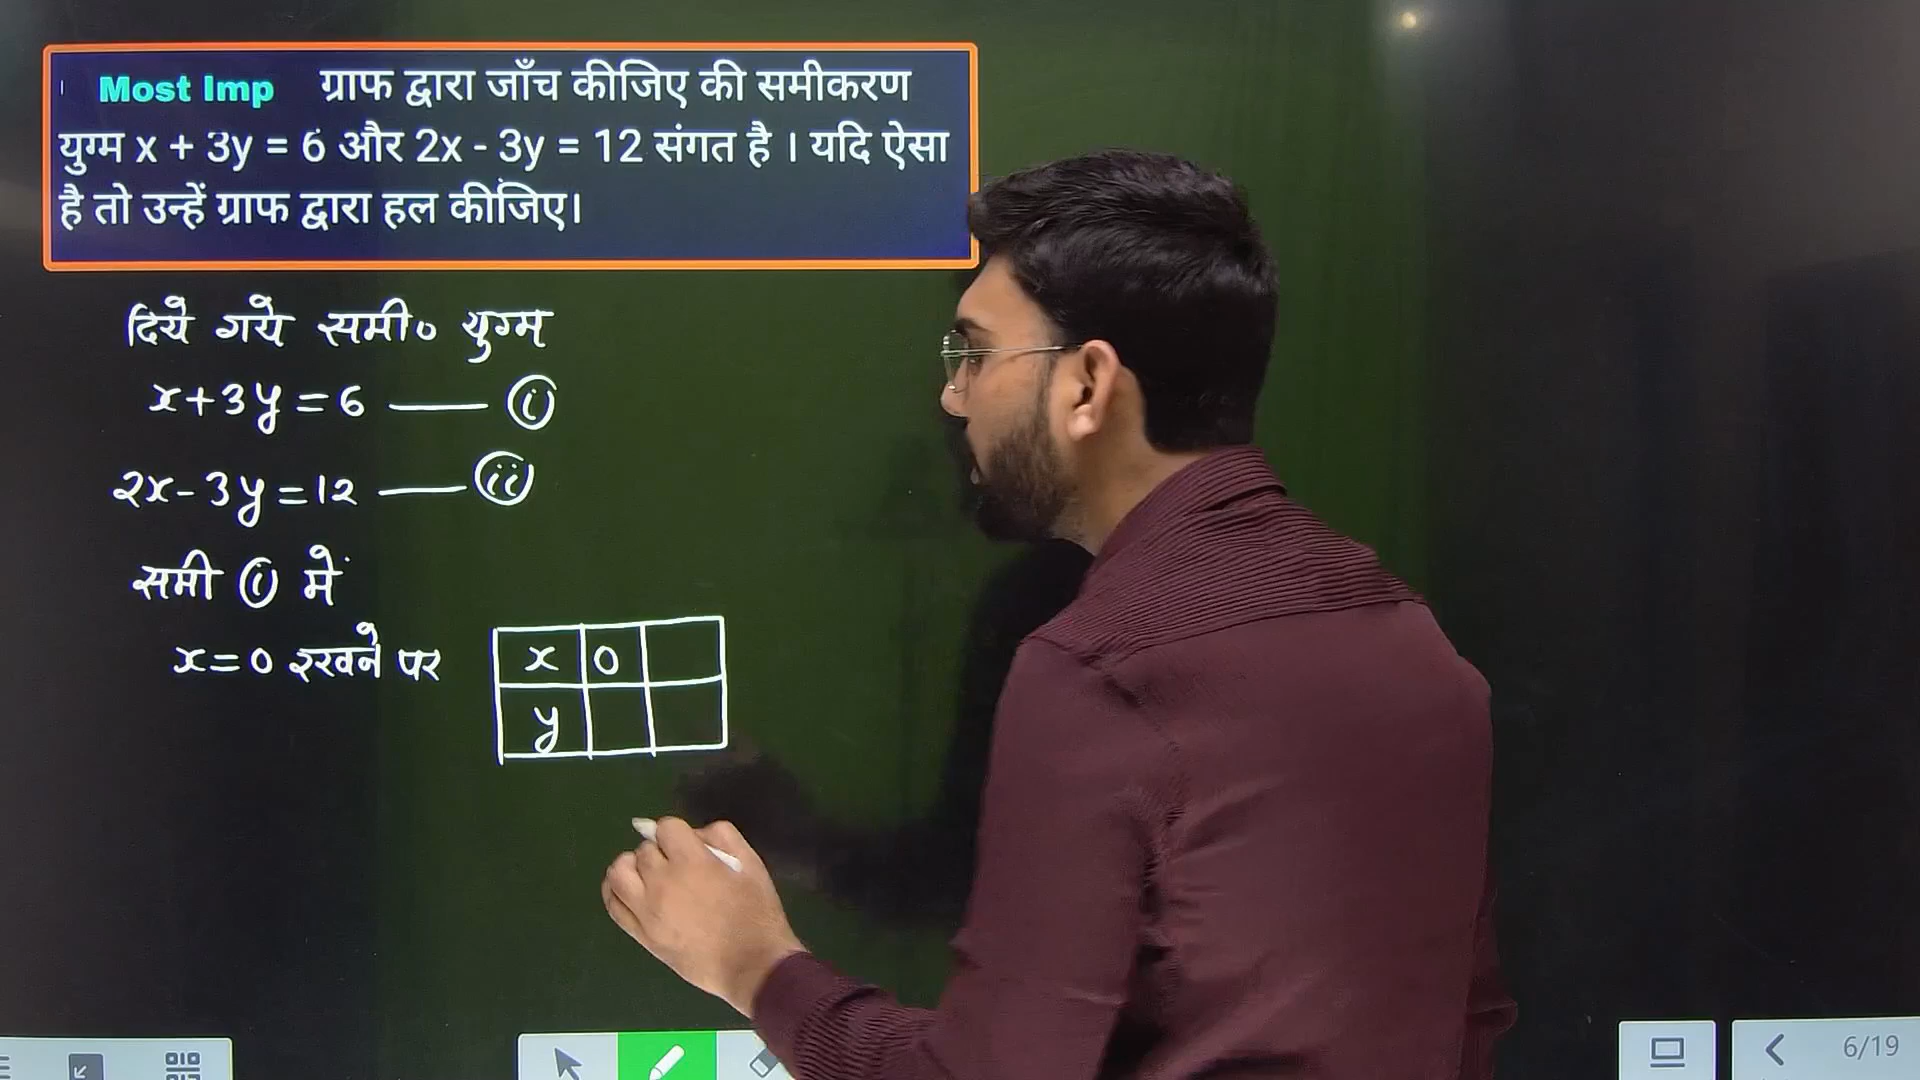 Most Imp ग्राफ द्वारा जाँच कीजिए की समीकरण
युग्म x + 3y = 6 और 2x - 3y = 12 संगत है । यदि ऐसा
है तो उन्हें ग्राफ द्वारा हल कीजिए।
दिये गये समी० युग्म
x+3y=6 —— (i)
2x-3y=12 —— (ii)
समी (i) में
x=0 रखने पर
x 0
y
6/19